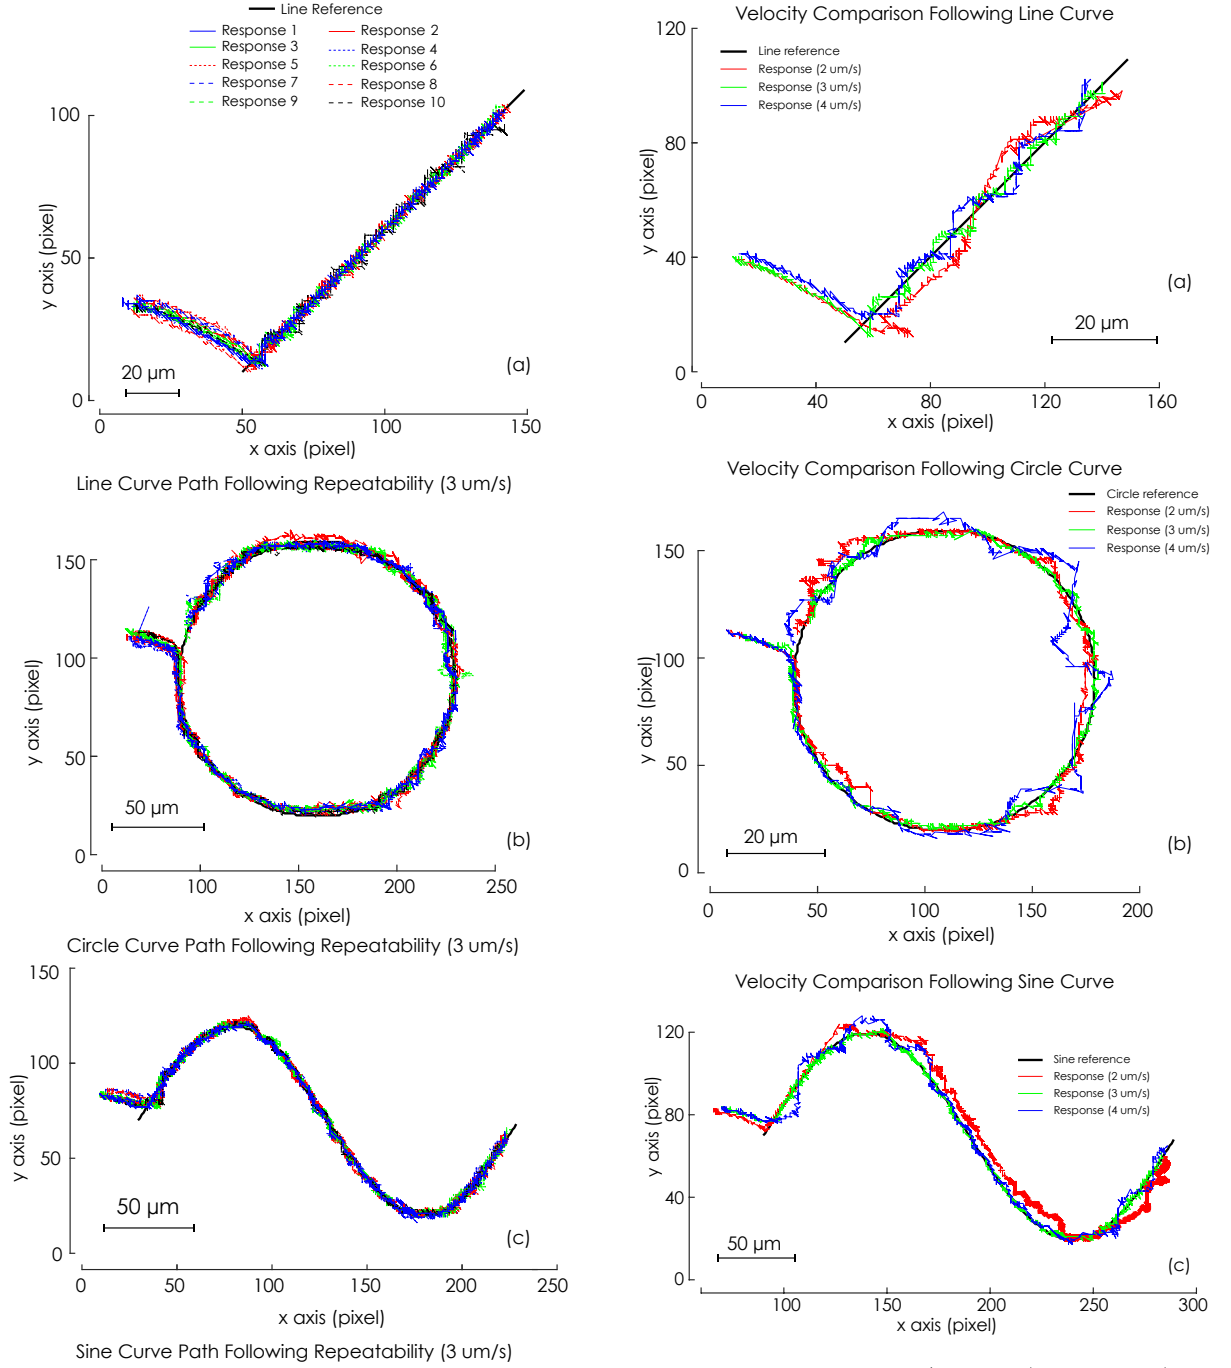 Line Reference
Response 1
Response 2
Response 3
Response 4
Response 5
Response 6
Response 7
Response 8
Response 9
Response 10
100
50
0
y axis (pixel)
20 µm
(a)
0 50 100 150
x axis (pixel)
Line Curve Path Following Repeatability (3 um/s)
150
100
50
0
y axis (pixel)
50 µm
(b)
0 50 100 150 200 250
x axis (pixel)
Circle Curve Path Following Repeatability (3 um/s)
150
100
50
0
y axis (pixel)
50 µm
(c)
0 50 100 150 200 250
x axis (pixel)
Sine Curve Path Following Repeatability (3 um/s)
Velocity Comparison Following Line Curve
120
80
40
0
y axis (pixel)
Line reference
Response (2 um/s)
Response (3 um/s)
Response (4 um/s)
(a)
20 µm
0 40 80 120 160
x axis (pixel)
Velocity Comparison Following Circle Curve
Circle reference
Response (2 um/s)
Response (3 um/s)
Response (4 um/s)
150
100
50
0
y axis (pixel)
20 µm
(b)
0 50 100 150 200
x axis (pixel)
Velocity Comparison Following Sine Curve
120
80
40
0
y axis (pixel)
Sine reference
Response (2 um/s)
Response (3 um/s)
Response (4 um/s)
50 µm
(c)
100 150 200 250 300
x axis (pixel)